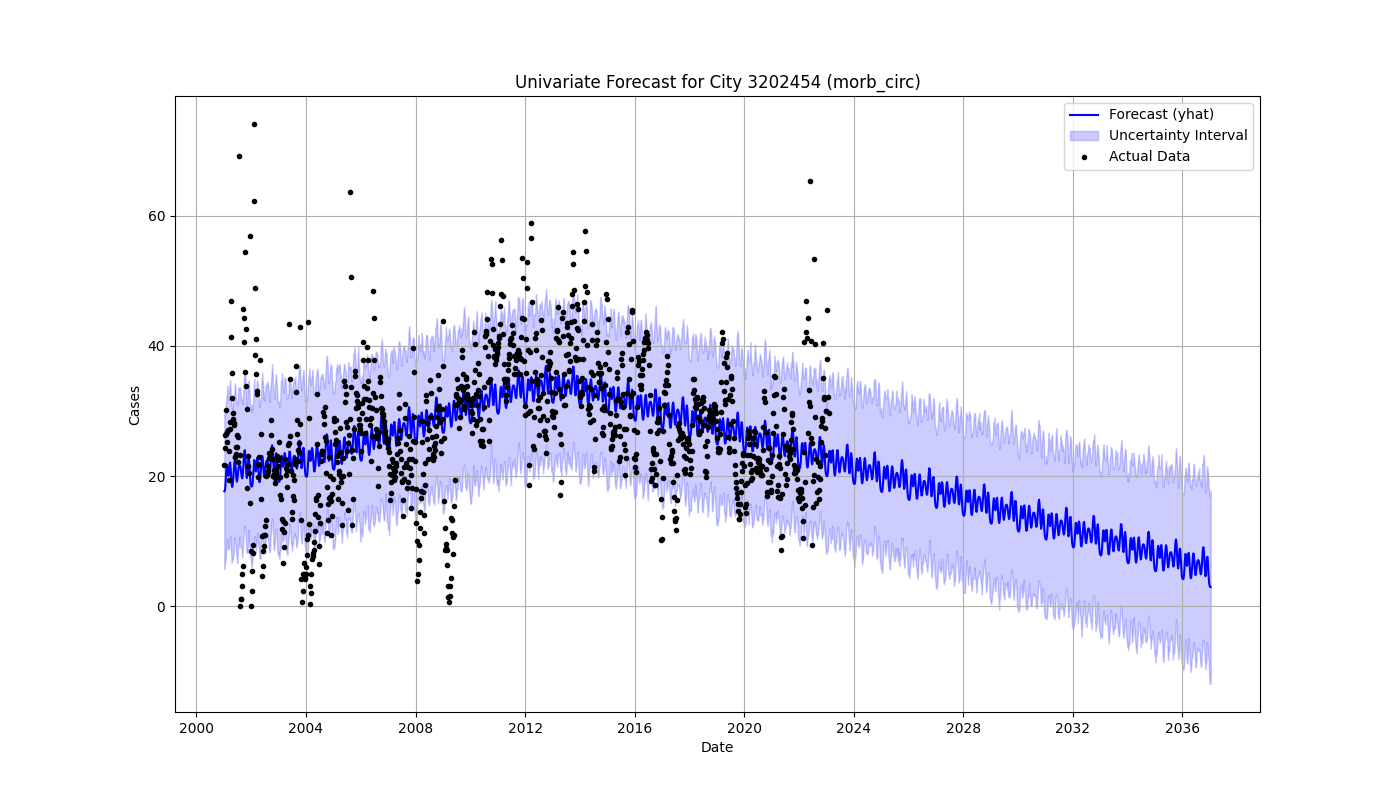 Univariate Forecast for City 3202454 (morb_circ)
Forecast (yhat)
Uncertainty Interval
Actual Data
Cases
60
40
20
0
2000 2004 2008 2012 2016 2020 2024 2028 2032 2036
Date